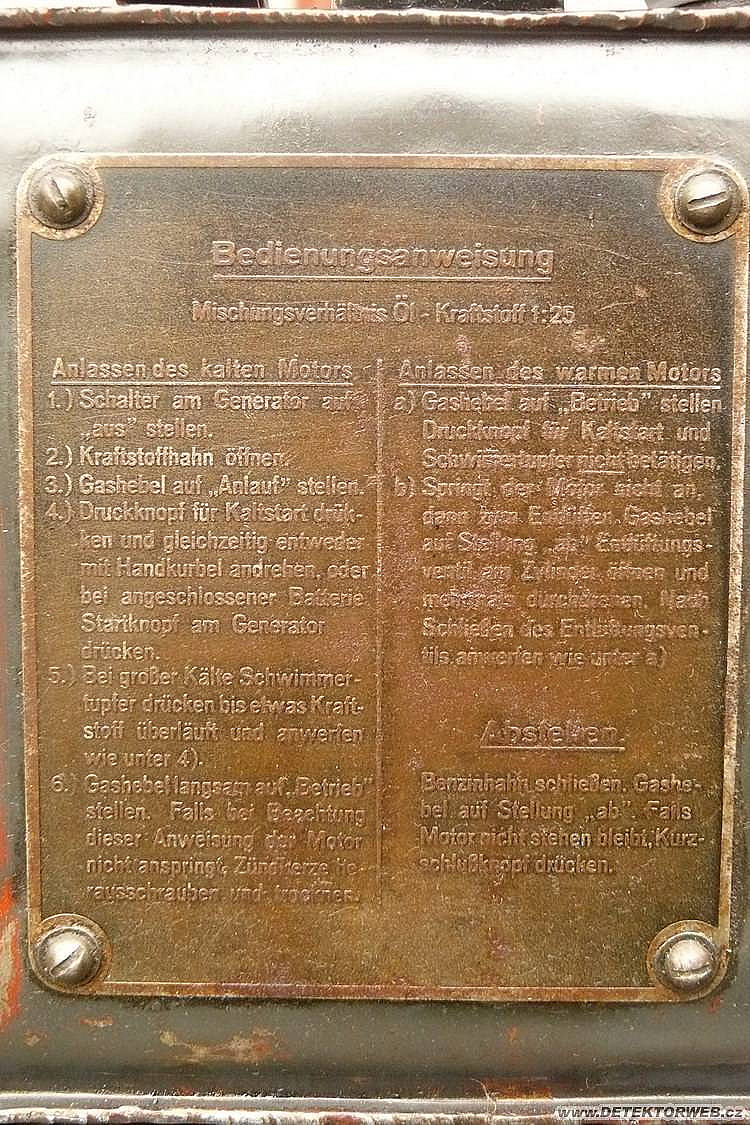 Bedienungsanweisung
Mischungsverhältnis Öl - Kraftstoff 1:25
Anlassen des kalten Motors
1.) Schalter am Generator auf
„aus" stellen.
2.) Kraftstoffhahn öffnen.
3.) Gashebel auf „Anlauf" stellen.
4.) Druckknopf für Kaltstart drük-
ken und gleichzeitig entweder
mit Handkurbel andrehen, oder
bei angeschlossener Batterie
Startknopf am Generator
drücken.
5.) Bei großer Kälte Schwimmer-
tupfer drücken bis etwas Kraft-
stoff überläuft und anwerfen
wie unter 4).
6.) Gashebel langsam auf „Betrieb"
stellen. Falls bei Beachtung
dieser Anweisung der Motor
nicht anspringt, Zündkerze he-
rausschrauben und trocknen.
Anlassen des warmen Motors
a) Gashebel auf „Betrieb" stellen
Druckknopf für Kaltstart und
Schwimmertupfer nicht betätigen.
b) Springt der Motor nicht an,
dann zum Entlüften Gashebel
auf Stellung „ab" Entlüftungs-
ventil am Zylinder öffnen und
mehrmals durchdrehen. Nach
Schließen des Entlüftungsven-
tils anwerfen wie unter a)
Abstellen.
Benzinhahn schließen. Gashe-
bel auf Stellung „ab". Falls
Motor nicht stehen bleibt, Kurz-
schlußknopf drücken.
www.DETEKTORWEB.cz